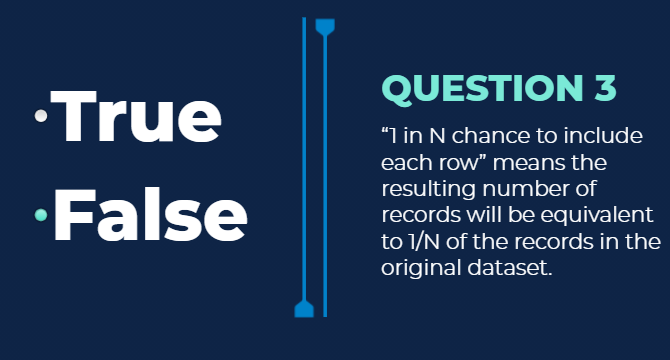 True
False
QUESTION 3
“1 in N chance to include
each row” means the
resulting number of
records will be equivalent
to 1/N of the records in the
original dataset.